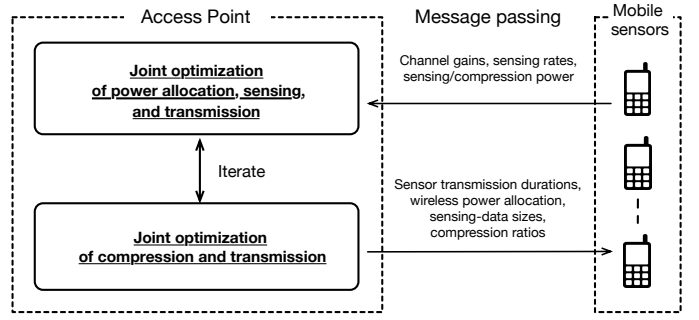 Access Point
Message passing
Mobile
sensors
Joint optimization
of power allocation, sensing,
and transmission
Channel gains, sensing rates,
sensing/compression power
Iterate
Sensor transmission durations,
wireless power allocation,
sensing-data sizes,
compression ratios
Joint optimization
of compression and transmission